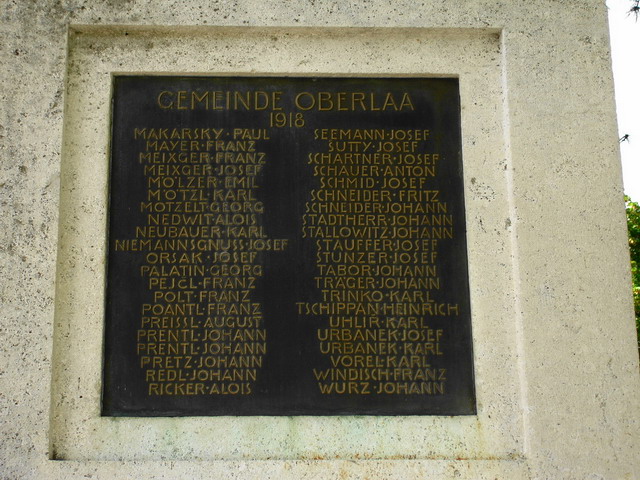 GEMEINDE OBERLAA
1918
MAKARSKY·PAUL
MAYER·FRANZ
MEIXGER·FRANZ
MEIXGER·JOSEF
MÖLZER·EMIL
MOTZL·KARL
MOTZELT·GEORG
NEDWIT·ALOIS
NEUBAUER·KARL
NIEMANNSGNUSS·JOSEF
ORSAK·JOSEF
PALATIN·GEORG
PEJCL·FRANZ
POLT·FRANZ
POANTL·FRANZ
PREISSL·AUGUST
PRENTL·JOHANN
PRENTL·JOHANN
PRETZ·JOHANN
REDL·JOHANN
RICKER·ALOIS
SEEMANN·JOSEF
SUTTY·JOSEF
SCHARTNER·JOSEF
SCHAUER·ANTON
SCHMID·JOSEF
SCHNEIDER·FRITZ
SCHNEIDER·JOHANN
STADTHERR·JOHANN
STALLOWITZ·JOHANN
STAUFFER·JOSEF
STUNZER·JOSEF
TABOR·JOHANN
TRÄGER·JOHANN
TRINKO·KARL
TSCHIPPAN·HEINRICH
UHLIR·KARL
URBANEK·JOSEF
URBANEK·KARL
VOREL·KARL
WINDISCH·FRANZ
WURZ·JOHANN